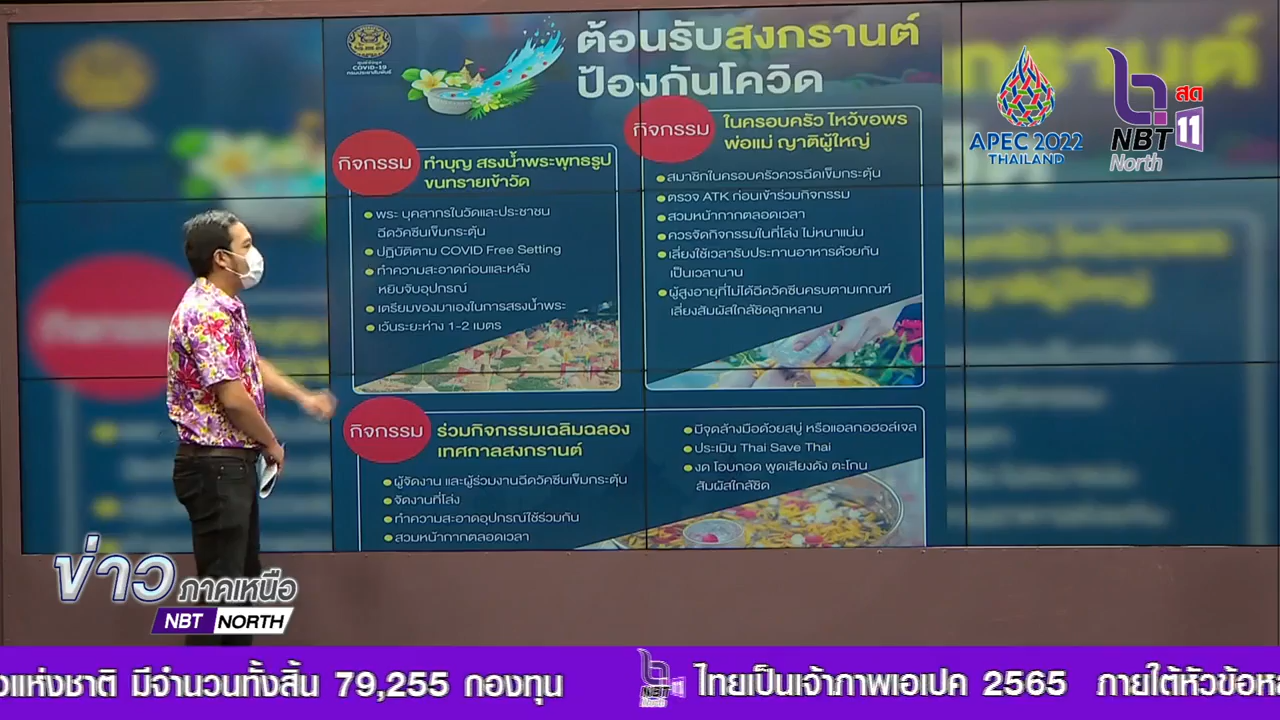 ศูนย์ข้อมูล
COVID-19
กรมประชาสัมพันธ์
ต้อนรับสงกรานต์
ป้องกันโควิด
กิจกรรม
ทำบุญ สรงน้ำพระพุทธรูป
ขนทรายเข้าวัด
พระ บุคลากรในวัดและประชาชน
ฉีดวัคซีนเข็มกระตุ้น
ปฏิบัติตาม COVID Free Setting
ทำความสะอาดก่อนและหลัง
หยิบจับอุปกรณ์
เตรียมของมาเองในการสรงน้ำพระ
เว้นระยะห่าง 1-2 เมตร
กิจกรรม
ในครอบครัว ไหว้ขอพร
พ่อแม่ ญาติผู้ใหญ่
สมาชิกในครอบครัวควรฉีดเข็มกระตุ้น
ตรวจ ATK ก่อนเข้าร่วมกิจกรรม
สวมหน้ากากตลอดเวลา
ควรจัดกิจกรรมในที่โล่ง ไม่หนาแน่น
เลี่ยงใช้เวลารับประทานอาหารด้วยกัน
เป็นเวลานาน
ผู้สูงอายุที่ไม่ได้ฉีดวัคซีนครบตามเกณฑ์
เลี่ยงสัมผัสใกล้ชิดลูกหลาน
กิจกรรม
ร่วมกิจกรรมเฉลิมฉลอง
เทศกาลสงกรานต์
ผู้จัดงาน และผู้ร่วมงานฉีดวัคซีนเข็มกระตุ้น
จัดงานที่โล่ง
ทำความสะอาดอุปกรณ์ใช้ร่วมกัน
สวมหน้ากากตลอดเวลา
มีจุดล้างมือด้วยสบู่ หรือแอลกอฮอล์เจล
ประเมิน Thai Save Thai
งด โอบกอด พูดเสียงดัง ตะโกน
สัมผัสใกล้ชิด
APEC 2022
THAILAND
สด
NBT 11
North
ข่าว ภาคเหนือ
NBT NORTH
วแห่งชาติ มีจำนวนทั้งสิ้น 79,255 กองทุน
NBT
North
ไทยเป็นเจ้าภาพเอเปค 2565 ภายใต้หัวข้อหล